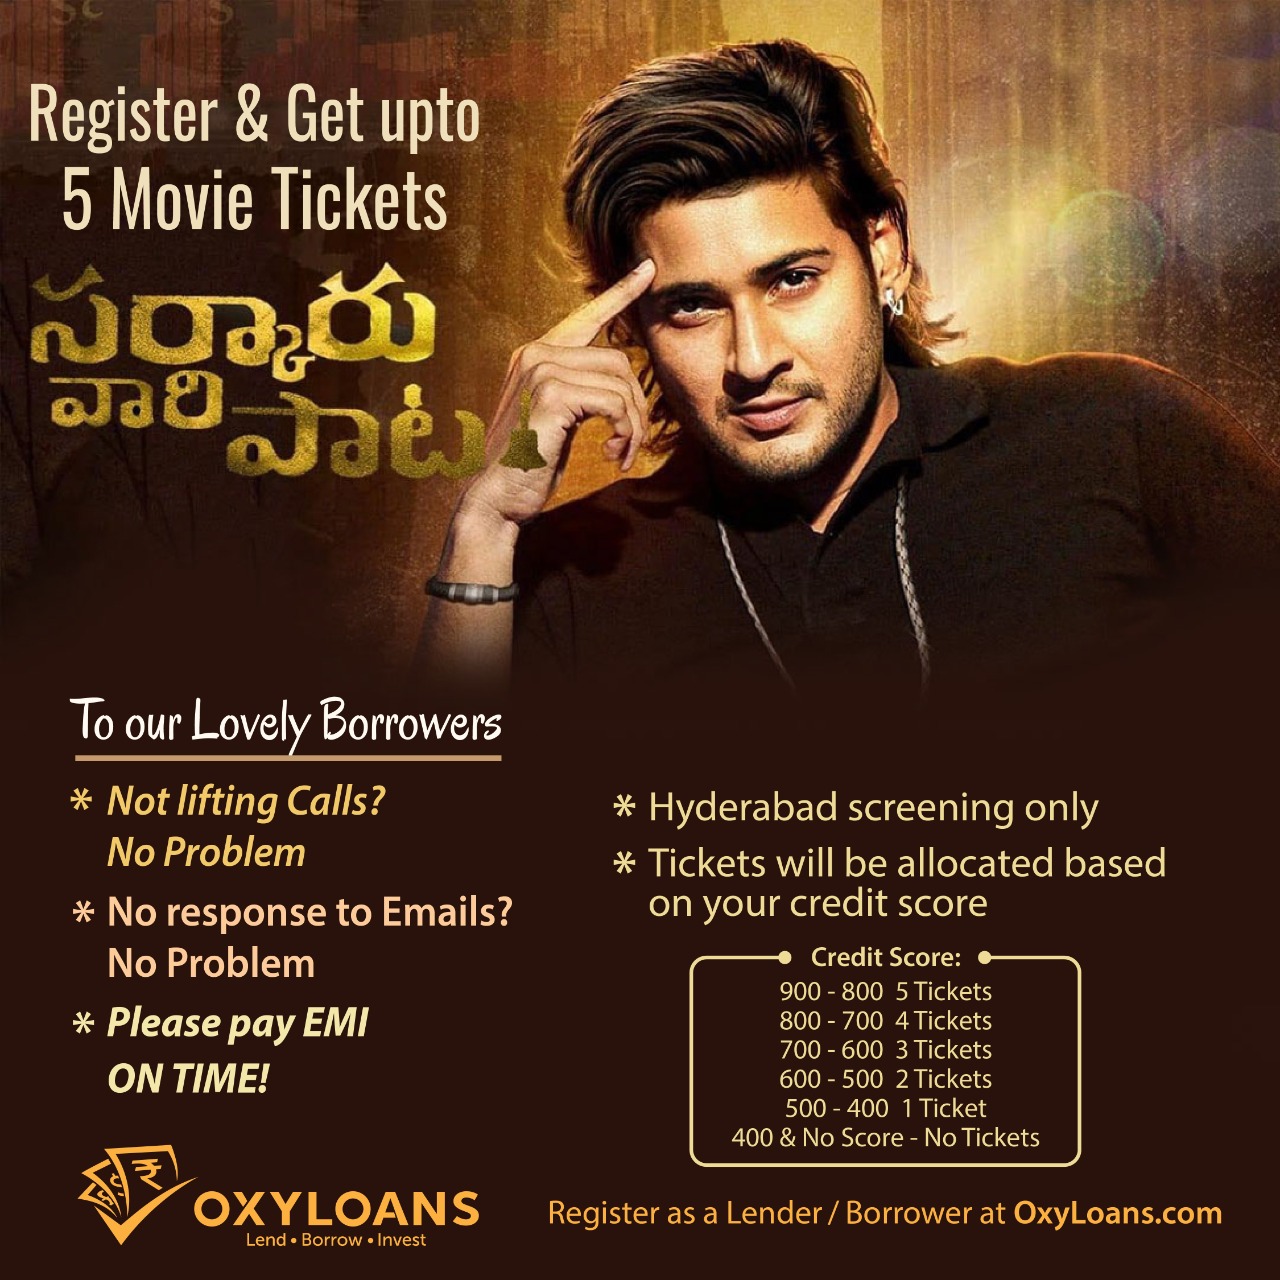 Register & Get upto
5 Movie Tickets
సర్కారు
వారి పాట
To our Lovely Borrowers
* Not lifting Calls?
No Problem
* No response to Emails?
No Problem
* Please pay EMI
ON TIME!
* Hyderabad screening only
* Tickets will be allocated based
on your credit score
Credit Score:
900 - 800 5 Tickets
800 - 700 4 Tickets
700 - 600 3 Tickets
600 - 500 2 Tickets
500 - 400 1 Ticket
400 & No Score - No Tickets
OXYLOANS
Lend • Borrow • Invest
Register as a Lender / Borrower at OxyLoans.com